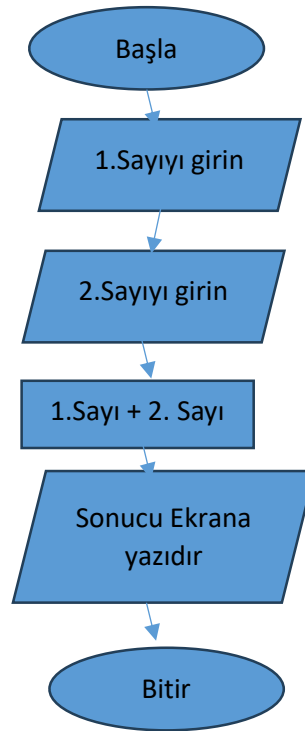 Başla
1.Sayıyı girin
2.Sayıyı girin
1.Sayı + 2. Sayı
Sonucu Ekrana
yazıdır
Bitir